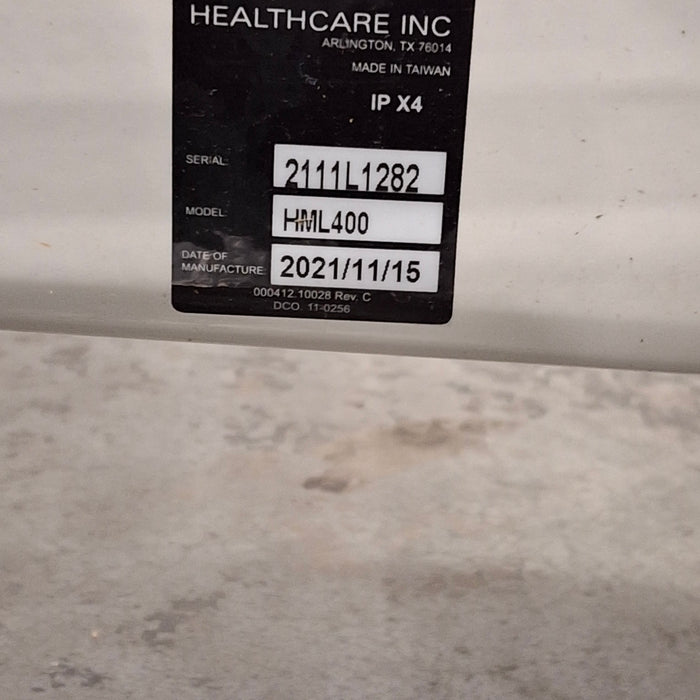 HEALTHCARE INC
ARLINGTON, TX 76014
MADE IN TAIWAN
IP X4
SERIAL: 2111L1282
MODEL: HML400
DATE OF
MANUFACTURE 2021/11/15
000412.10028 Rev. C
DCO. 11-0256